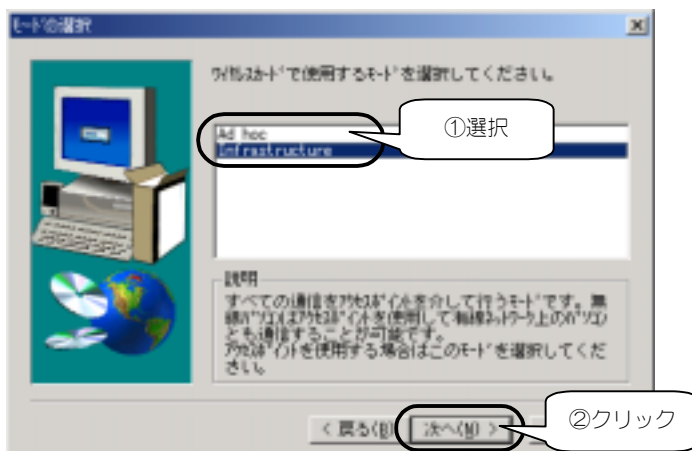 モードの選択
ワイヤレスカードで使用するモードを選択してください。
Ad hoc
①選択
Infrastructure
説明
すべての通信をアクセスポイントを介して行うモードです。無
線パソコンはアクセスポイントを使用して有線ネットワーク上のパソコン
とも通信することが可能です。
アクセスポイントを使用する場合はこのモードを選択してくだ
さい。
< 戻る(B)
次へ(N) >
②クリック